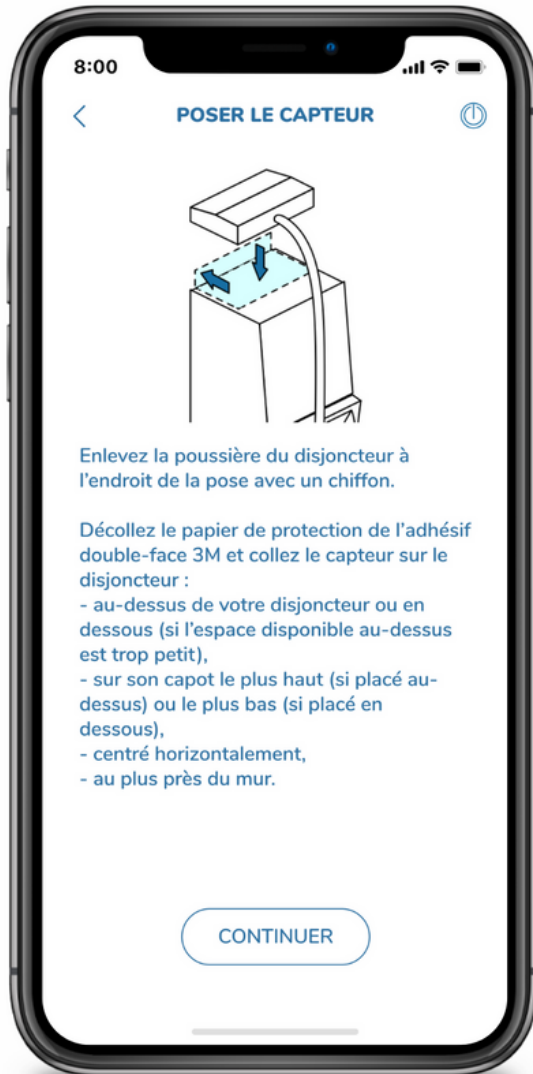 8:00
POSER LE CAPTEUR
Enlevez la poussière du disjoncteur à
l'endroit de la pose avec un chiffon.
Décollez le papier de protection de l'adhésif
double-face 3M et collez le capteur sur le
disjoncteur :
- au-dessus de votre disjoncteur ou en
dessous (si l'espace disponible au-dessus
est trop petit),
- sur son capot le plus haut (si placé au-
dessus) ou le plus bas (si placé en
dessous),
- centré horizontalement,
- au plus près du mur.
CONTINUER